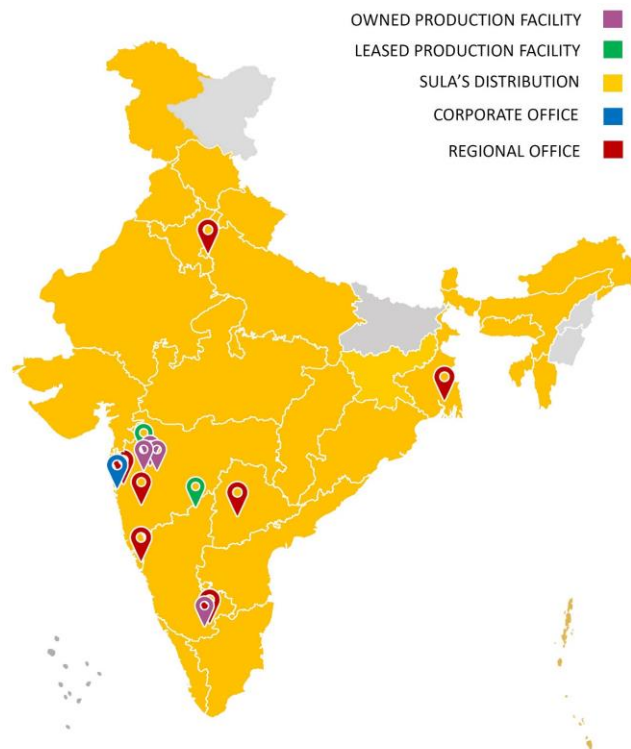 OWNED PRODUCTION FACILITY
LEASED PRODUCTION FACILITY
SULA'S DISTRIBUTION
CORPORATE OFFICE
REGIONAL OFFICE